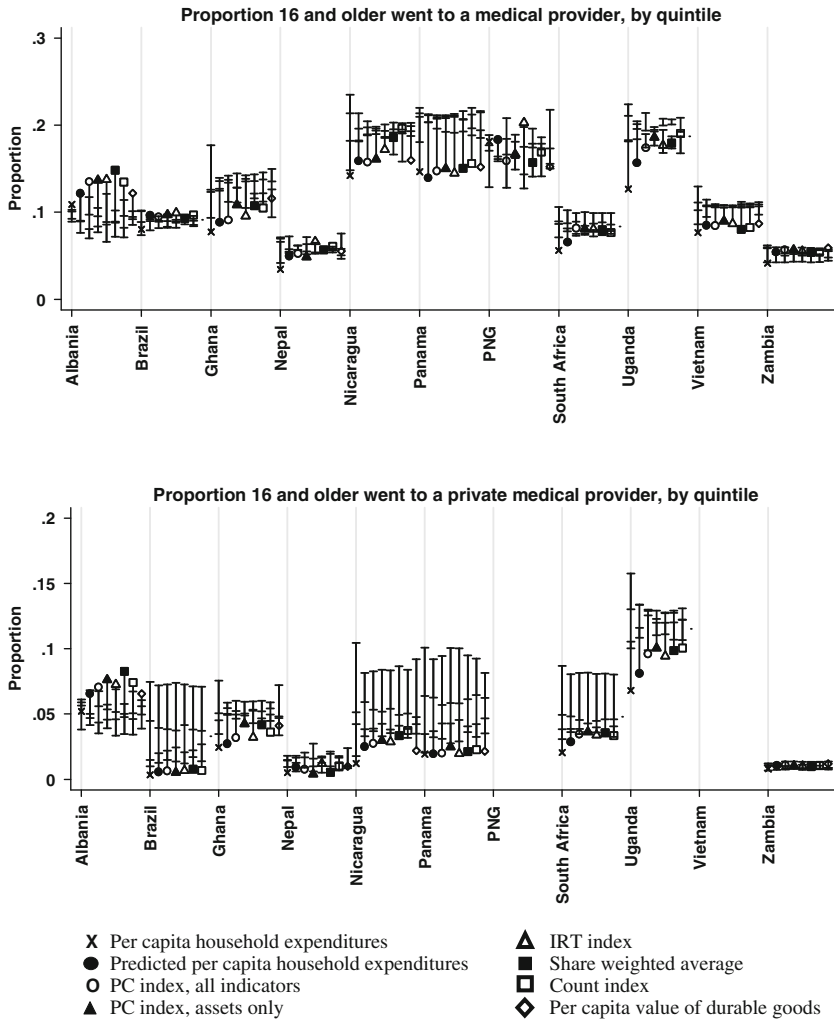 Proportion 16 and older went to a medical provider, by quintile
Proportion
.3
.2
.1
0
Albania
Brazil
Ghana
Nepal
Nicaragua
Panama
PNG
South Africa
Uganda
Vietnam
Zambia
Proportion 16 and older went to a private medical provider, by quintile
Proportion
.2
.15
.1
.05
0
Albania
Brazil
Ghana
Nepal
Nicaragua
Panama
PNG
South Africa
Uganda
Vietnam
Zambia
Per capita household expenditures
Predicted per capita household expenditures
PC index, all indicators
PC index, assets only
IRT index
Share weighted average
Count index
Per capita value of durable goods